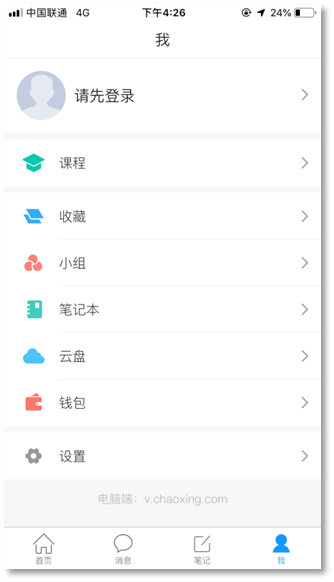 中国联通 4G 下午4:26 24%
我
请先登录
课程
收藏
小组
笔记本
云盘
钱包
设置
电脑端：v.chaoxing.com
首页 消息 笔记 我